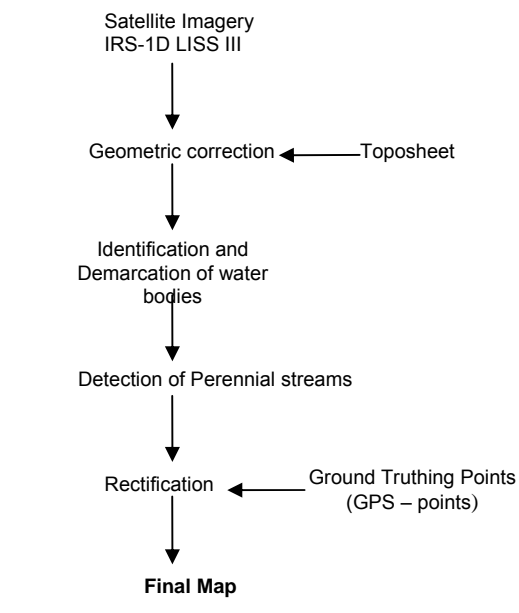 Satellite Imagery
IRS-1D LISS III
Geometric correction
Toposheet
Identification and
Demarcation of water
bodies
Detection of Perennial streams
Rectification
Ground Truthing Points
(GPS – points)
Final Map